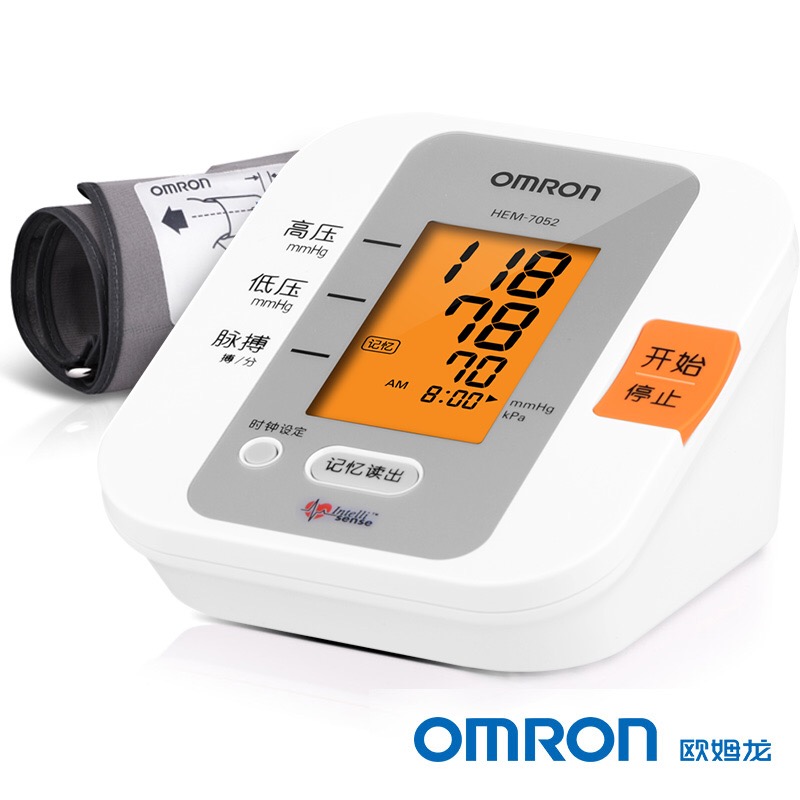 OMRON
OMRON
HEM-7052
高压
mmHg
118
低压
mmHg
78
脉搏
搏/分
记忆
70
AM 8:00
mmHg
kPa
开始
停止
时钟设定
记忆读出
Intelli™
sense
OMRON 欧姆龙